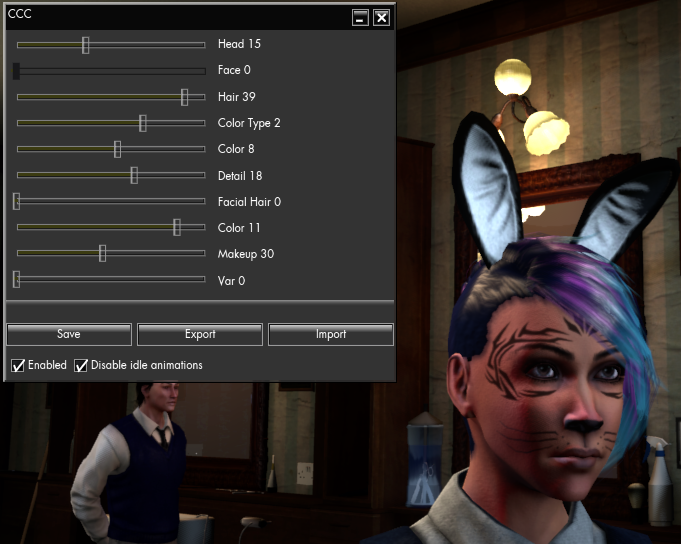 CCC
Head 15
Face 0
Hair 39
Color Type 2
Color 8
Detail 18
Facial Hair 0
Color 11
Makeup 30
Var 0
Save Export Import
Enabled Disable idle animations